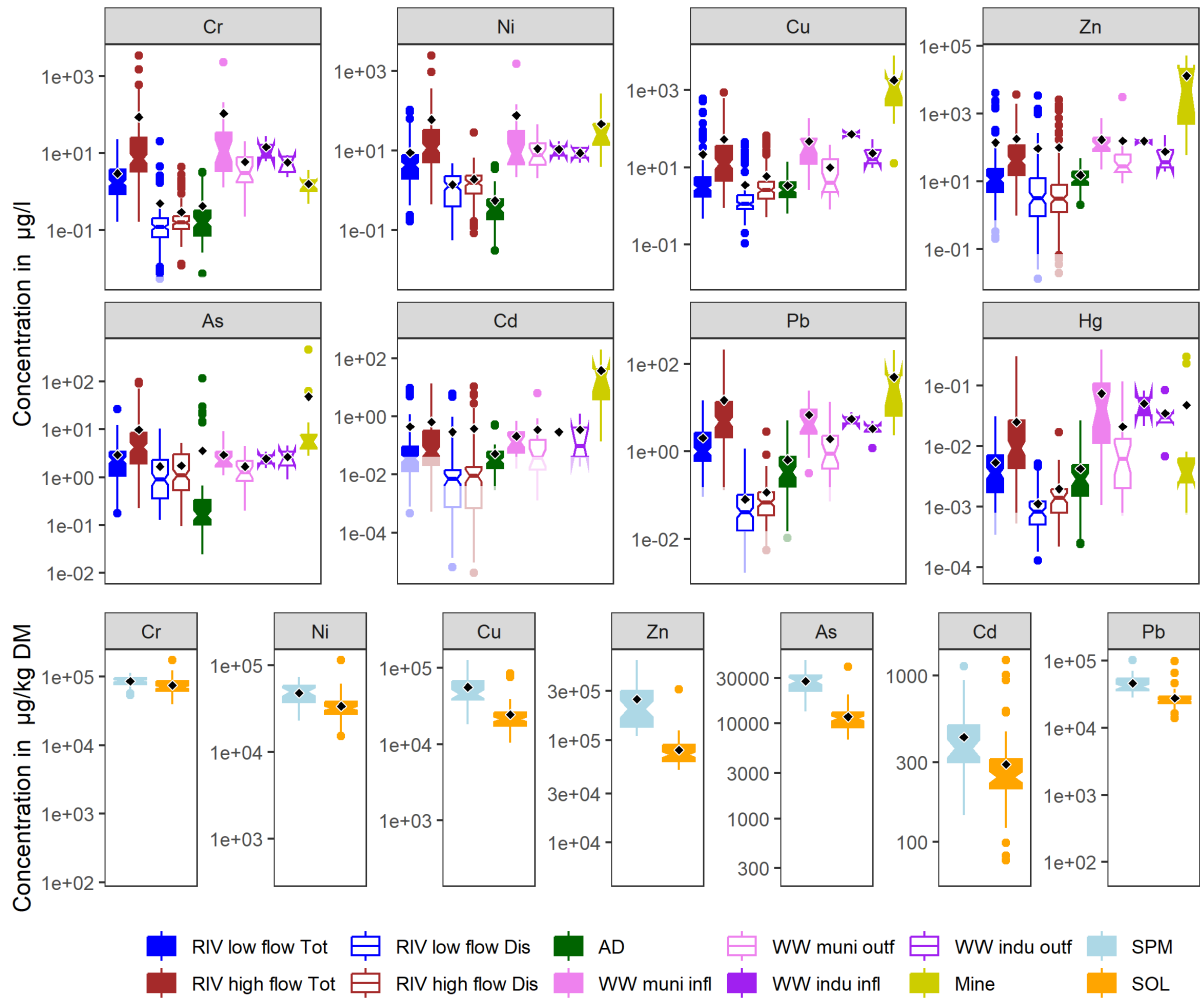 Cr Ni Cu Zn
Concentration in µg/l
1e+03
1e+01
1e-01
1e+03
1e+01
1e-01
1e+03
1e+01
1e-01
1e+05
1e+03
1e+01
1e-01
As Cd Pb Hg
1e+02
1e+01
1e+00
1e-01
1e-02
1e+02
1e+00
1e-02
1e-04
1e+02
1e+00
1e-02
1e-01
1e-02
1e-03
1e-04
Cr Ni Cu Zn As Cd Pb
Concentration in µg/kg DM
1e+05
1e+04
1e+03
1e+02
1e+05
1e+04
1e+03
1e+05
1e+04
1e+03
3e+05
1e+05
3e+04
1e+04
30000
10000
3000
1000
300
1000
300
100
1e+05
1e+04
1e+03
1e+02
RIV low flow Tot RIV low flow Dis AD WW muni outf WW indu outf SPM
RIV high flow Tot RIV high flow Dis WW muni infl WW indu infl Mine SOL